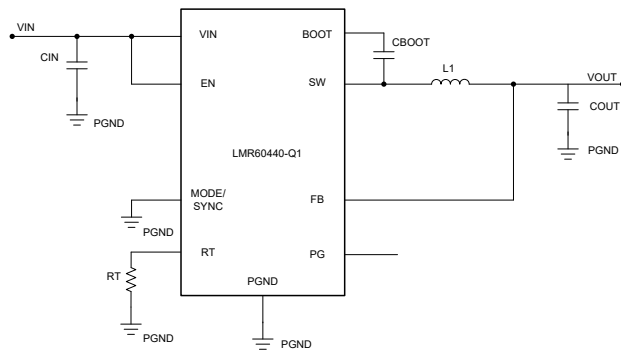 VIN
CIN
PGND
VIN
BOOT
CBOOT
L1
EN
SW
VOUT
COUT
PGND
LMR60440-Q1
MODE/
SYNC
FB
PGND
RT
RT
PG
PGND
PGND
PGND